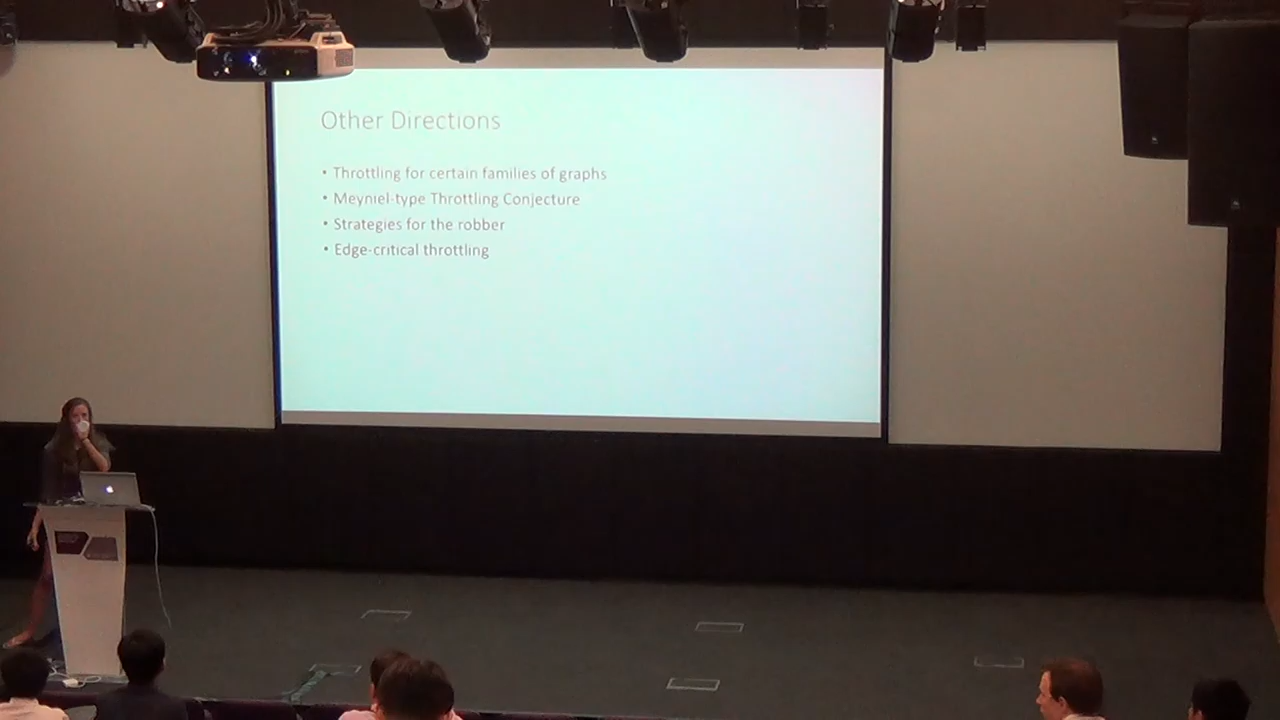 Other Directions
• Throttling for certain families of graphs
• Meyniel-type Throttling Conjecture
• Strategies for the robber
• Edge-critical throttling